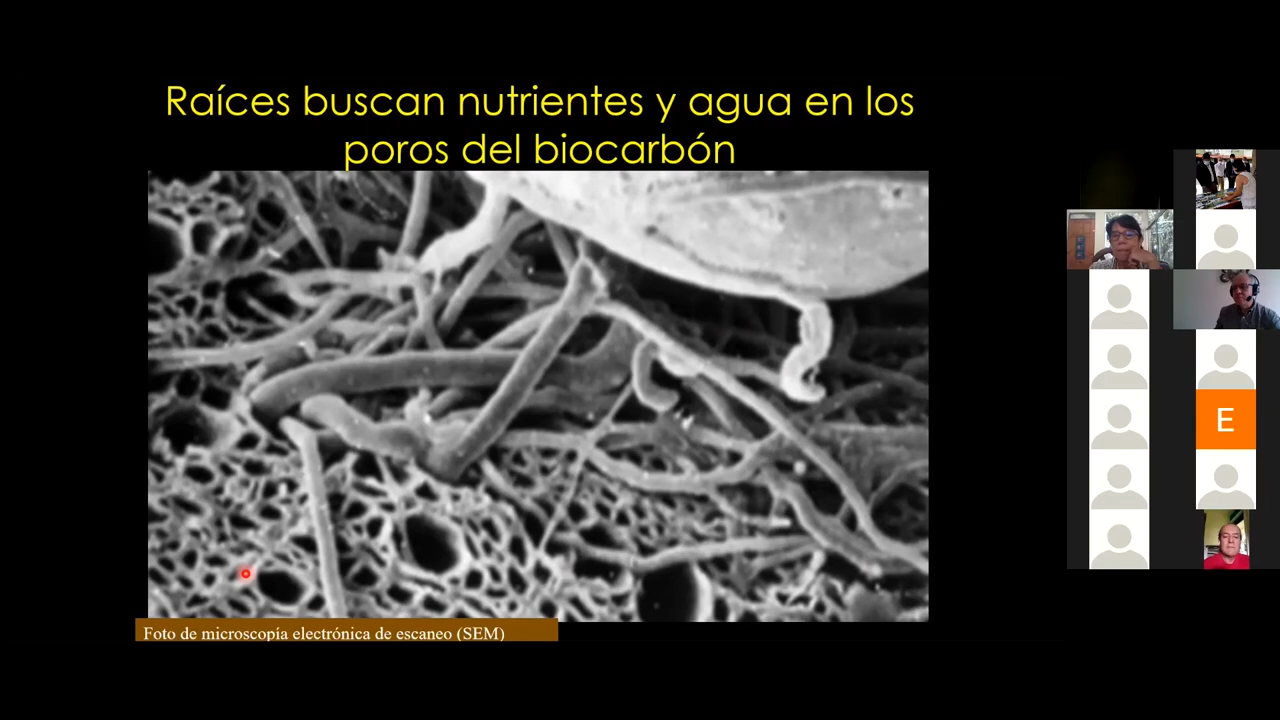 Raíces buscan nutrientes y agua en los
poros del biocarbón
Foto de microscopía electrónica de escaneo (SEM)
E